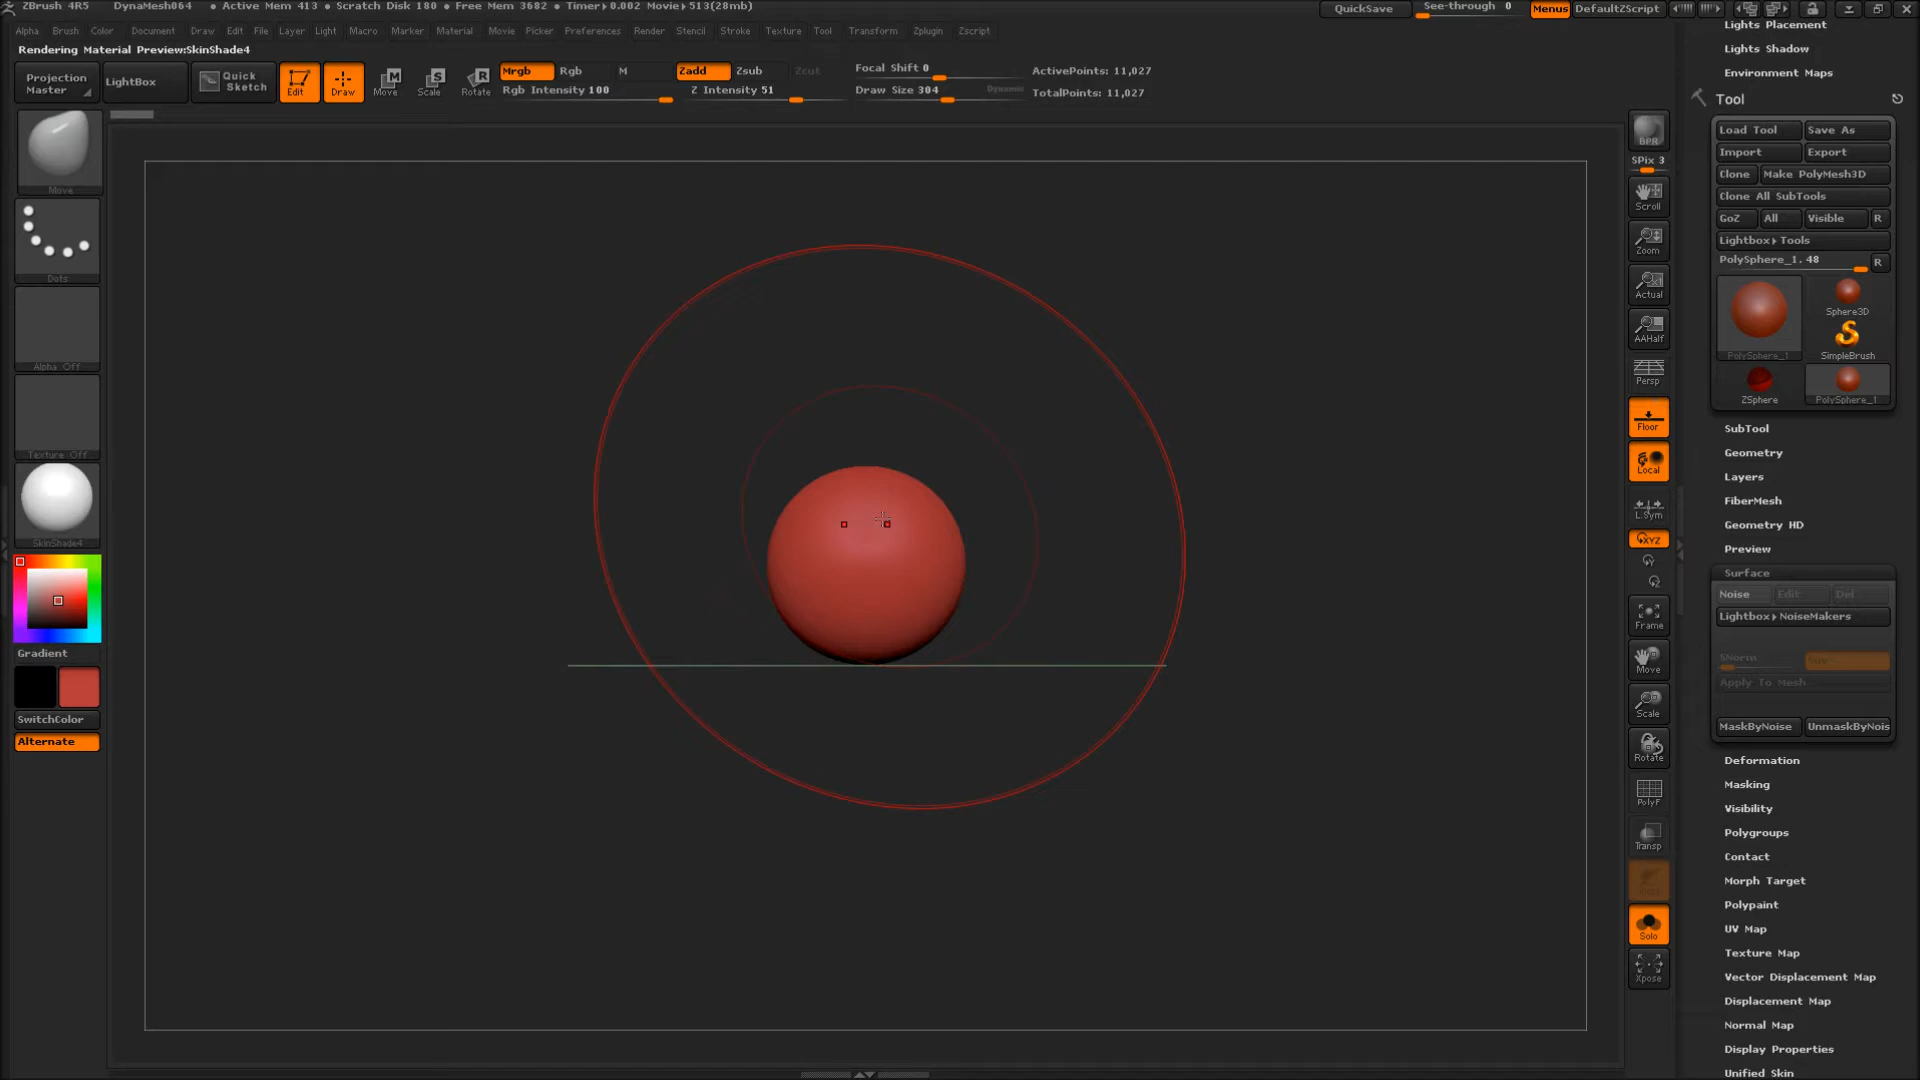 ZBrush 4R5 DynaMesh064 • Active Mem 413 • Scratch Disk 180 • Free Mem 3682 • Timer▸0.002 Movie▸513(28mb) QuickSave See-through 0 Menus DefaultZScript
Alpha Brush Color Document Draw Edit File Layer Light Macro Marker Material Movie Picker Preferences Render Stencil Stroke Texture Tool Transform Zplugin Zscript
Rendering Material Preview:SkinShade4
Projection Master
LightBox
Quick Sketch
Edit
Draw
Move
Scale
Rotate
Mrgb Rgb M
Rgb Intensity 100
Zadd Zsub Zcut
Z Intensity 51
Focal Shift 0
Draw Size 304 Dynamic
ActivePoints: 11,027
TotalPoints: 11,027
Move
Dots
Alpha Off
Texture Off
SkinShade4
Gradient
SwitchColor
Alternate
BPR
SPix 3
Scroll
Zoom
Actual
AAHalf
Persp
Floor
Local
L.Sym
XYZ
Y
Z
Frame
Move
Scale
Rotate
PolyF
Transp
Solo
Xpose
Lights Placement
Lights Shadow
Environment Maps
Tool
Load Tool Save As
Import Export
Clone Make PolyMesh3D
Clone All SubTools
GoZ All Visible R
Lightbox▸Tools
PolySphere_1. 48 R
PolySphere_1
Sphere3D
SimpleBrush
ZSphere
PolySphere_1
SubTool
Geometry
Layers
FiberMesh
Geometry HD
Preview
Surface
Noise Edit Del
Lightbox▸NoiseMakers
SNorm
Apply To Mesh
MaskByNoise UnmaskByNois
Deformation
Masking
Visibility
Polygroups
Contact
Morph Target
Polypaint
UV Map
Texture Map
Vector Displacement Map
Displacement Map
Normal Map
Display Properties
Unified Skin